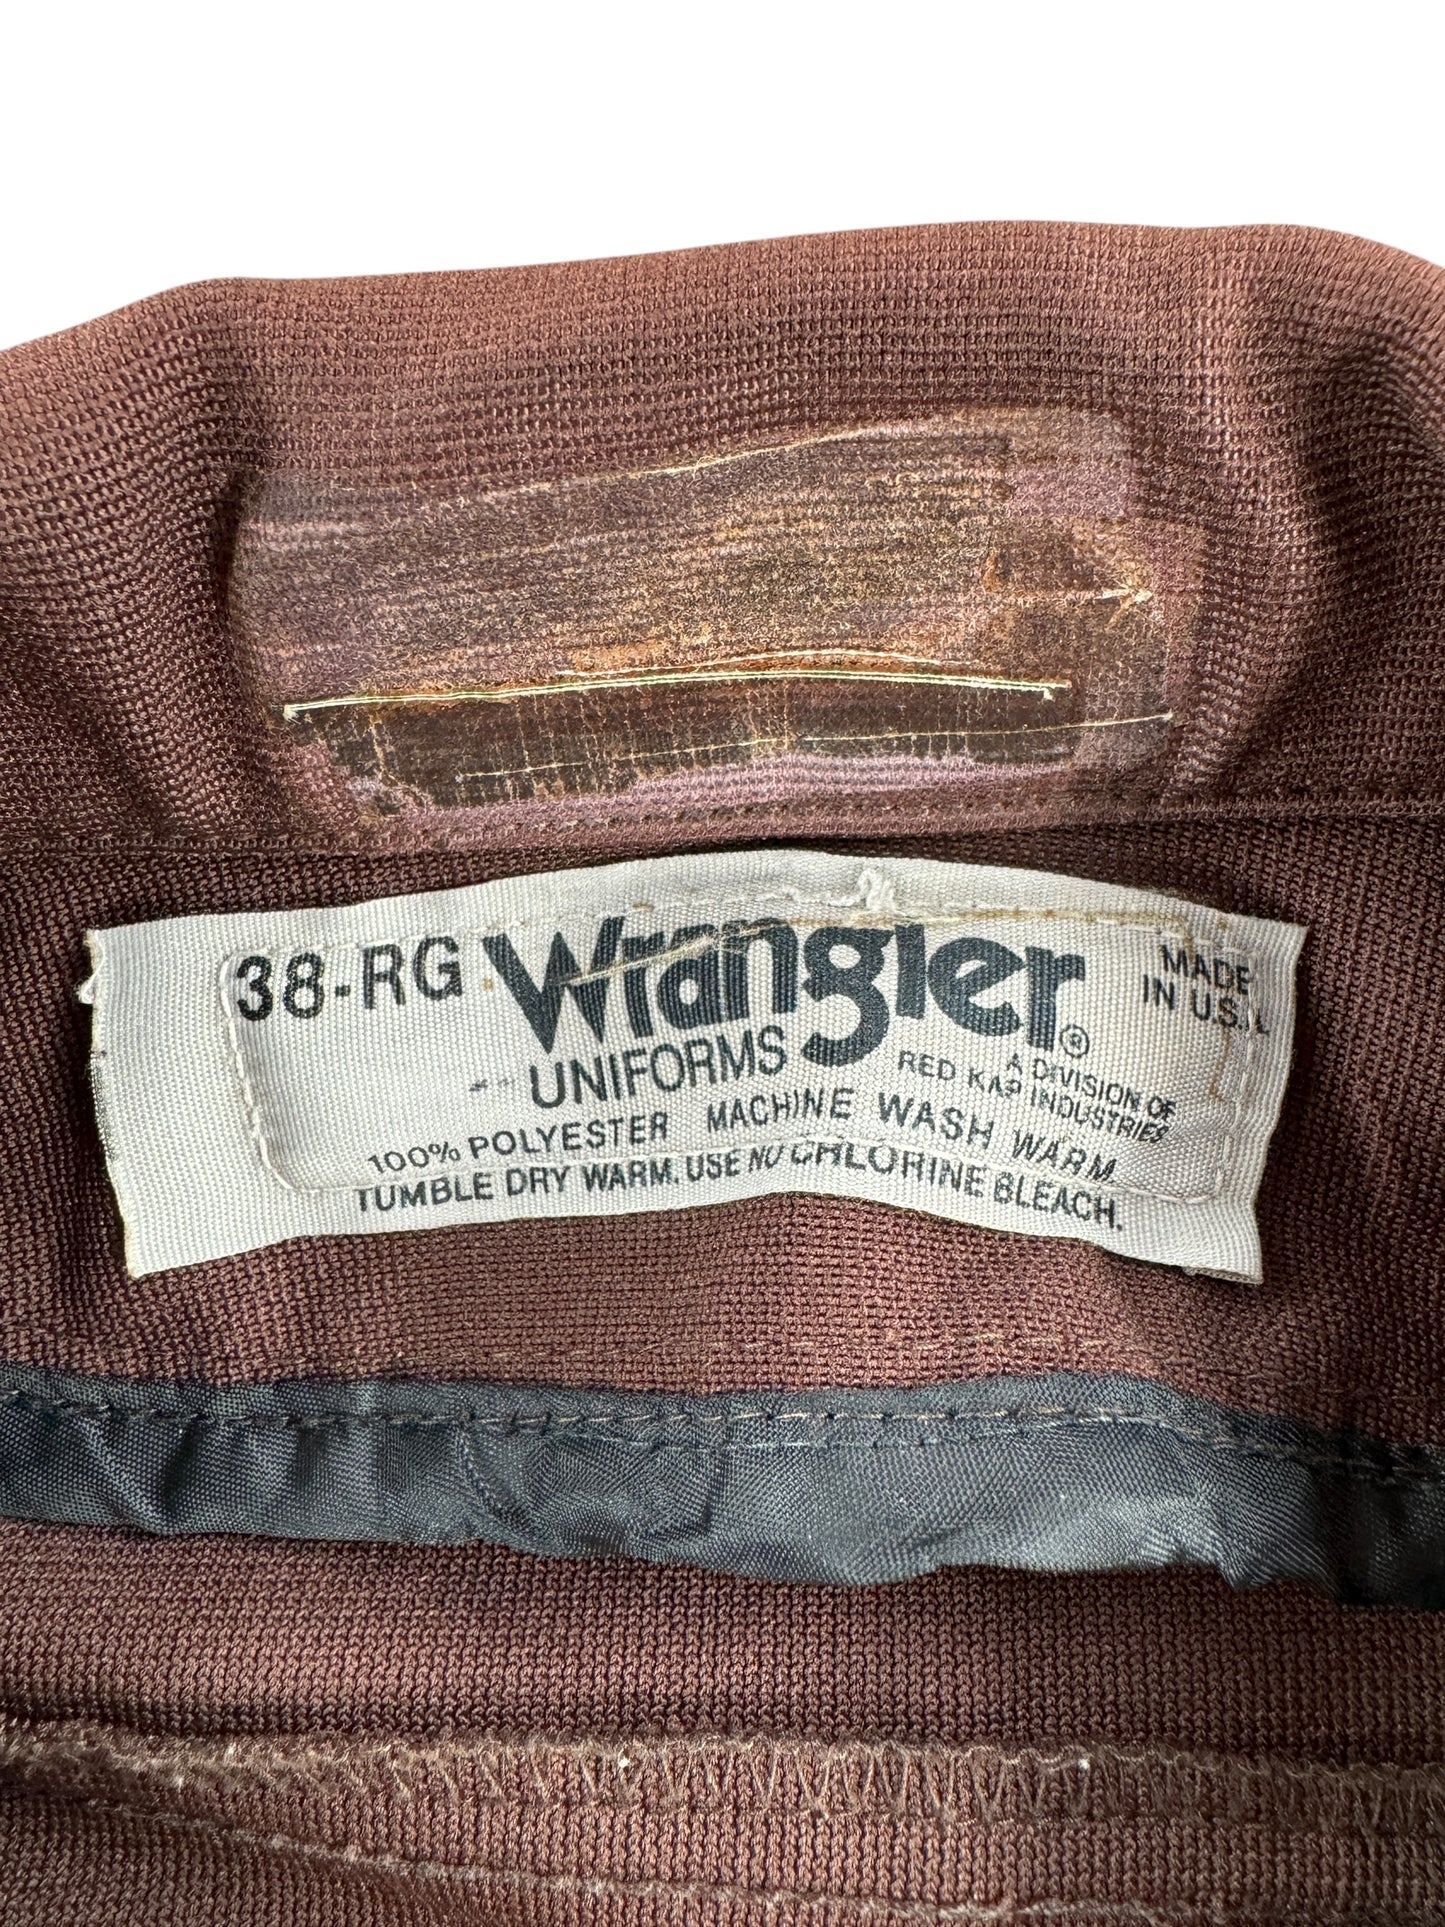 38-RG Wrangler®
UNIFORMS
A DIVISION OF
RED KAP INDUSTRIES
MADE
IN U.S.A.
100% POLYESTER MACHINE WASH WARM
TUMBLE DRY WARM. USE NO CHLORINE BLEACH.